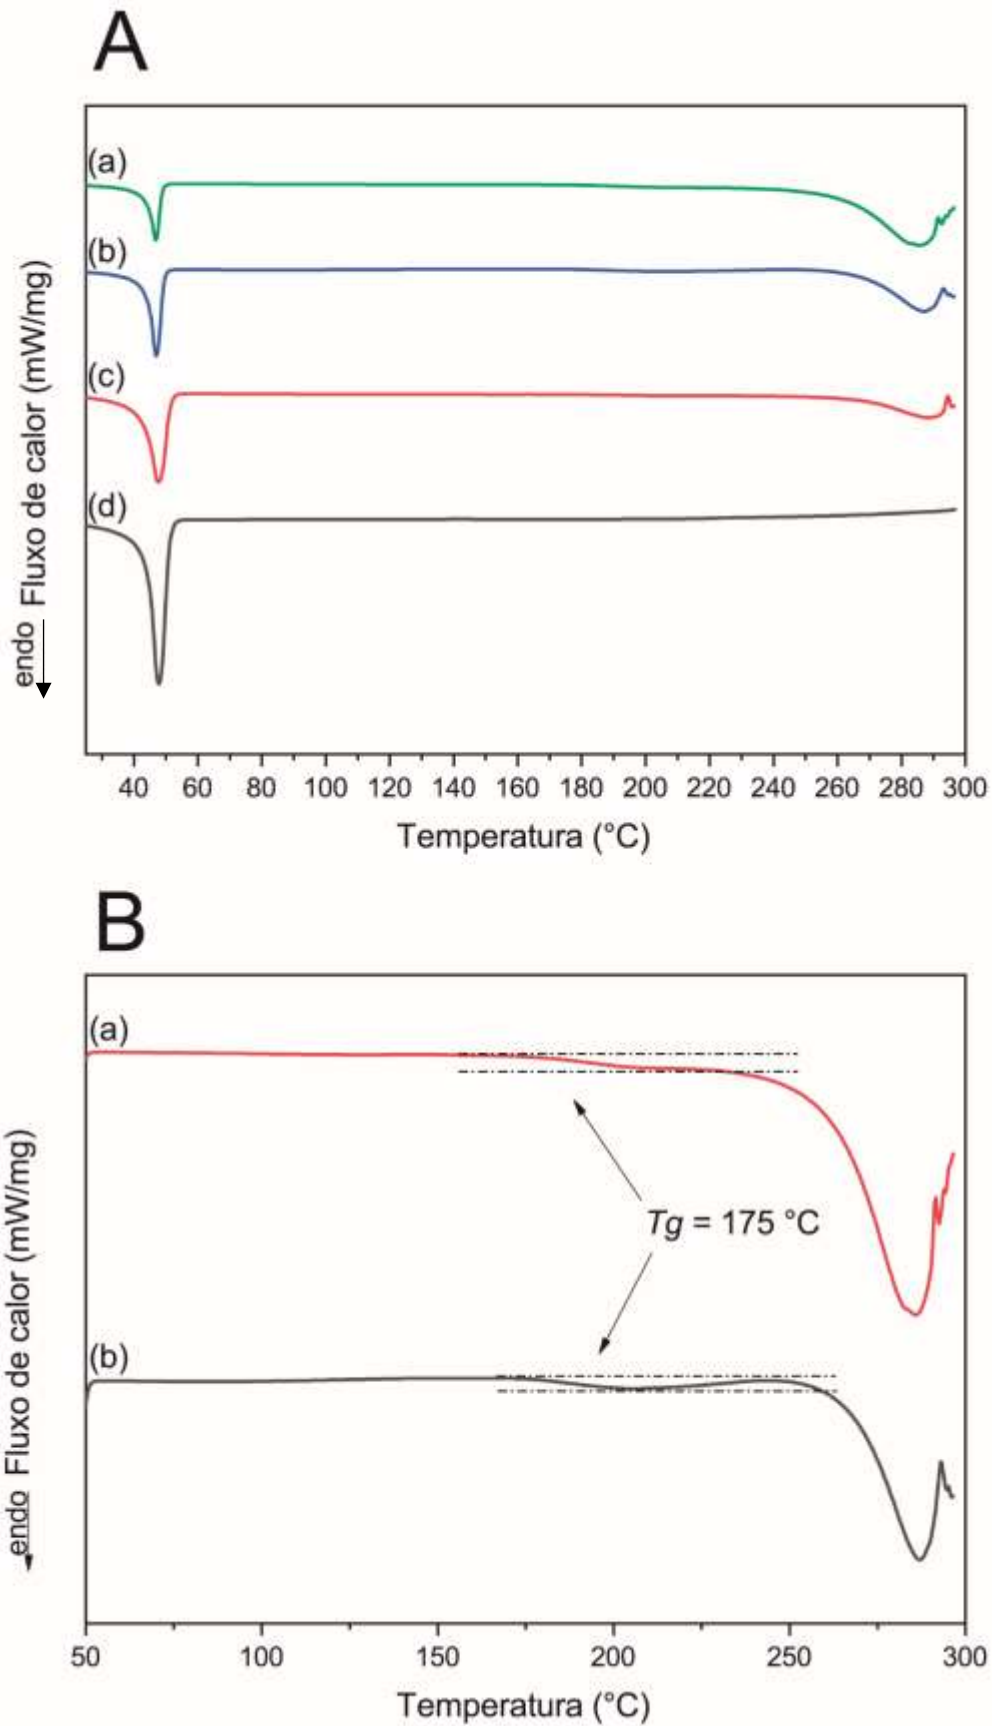 A
(a)
(b)
(c)
(d)
endo Fluxo de calor (mW/mg)
40 60 80 100 120 140 160 180 200 220 240 260 280 300
Temperatura (°C)
B
(a)
Tg = 175 °C
(b)
endo Fluxo de calor (mW/mg)
50 100 150 200 250 300
Temperatura (°C)